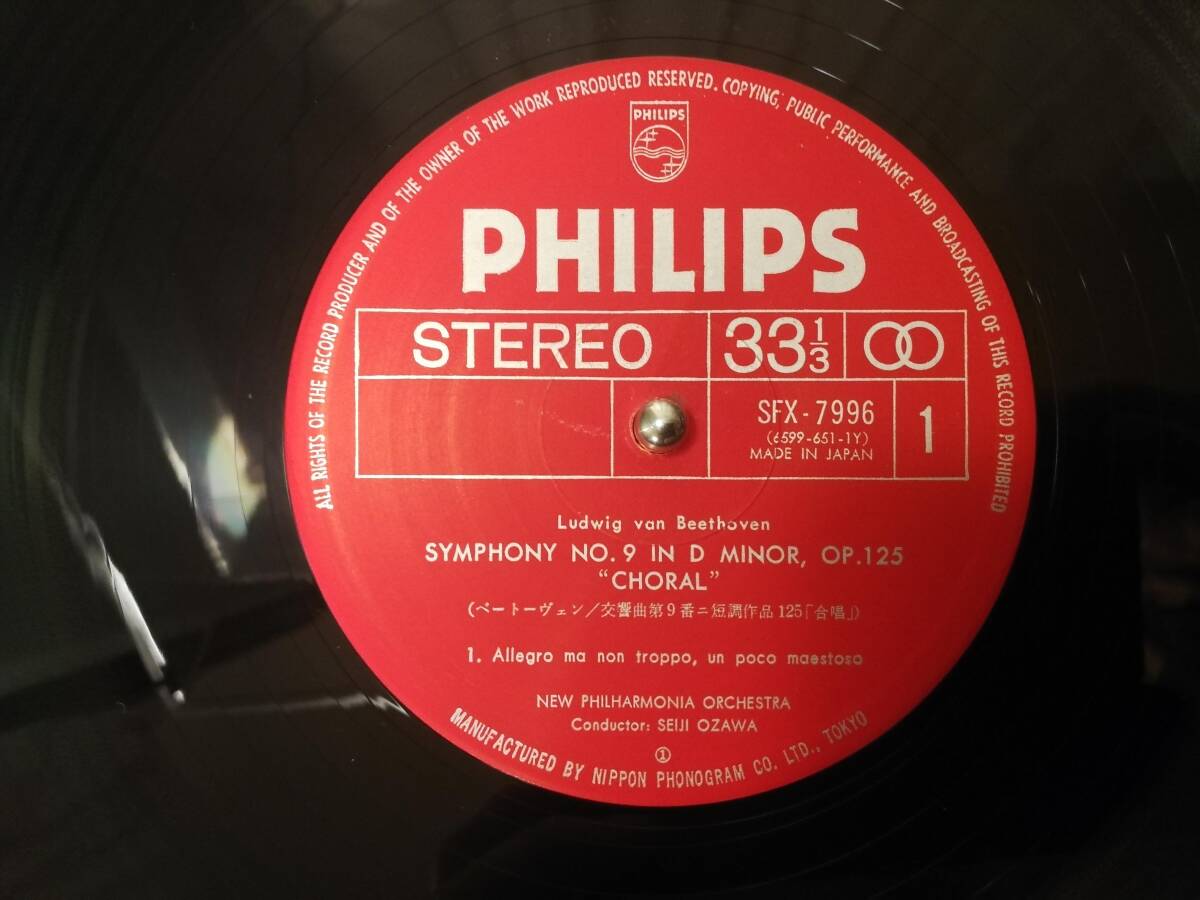 ALL RIGHTS OF THE RECORD PRODUCER AND OF THE OWNER OF THE WORK REPRODUCED RESERVED. COPYING, PUBLIC PERFORMANCE AND BROADCASTING OF THIS RECORD PROHIBITED
PHILIPS
PHILIPS
STEREO 33 1/3
SFX-7996 1
(6599-651-1Y)
MADE IN JAPAN
Ludwig van Beethoven
SYMPHONY NO. 9 IN D MINOR, OP.125
“CHORAL”
(ベートーヴェン/交響曲第9番ニ短調作品125「合唱」)
1. Allegro ma non troppo, un poco maestoso
NEW PHILHARMONIA ORCHESTRA
Conductor: SEIJI OZAWA
①
MANUFACTURED BY NIPPON PHONOGRAM CO. LTD., TOKYO